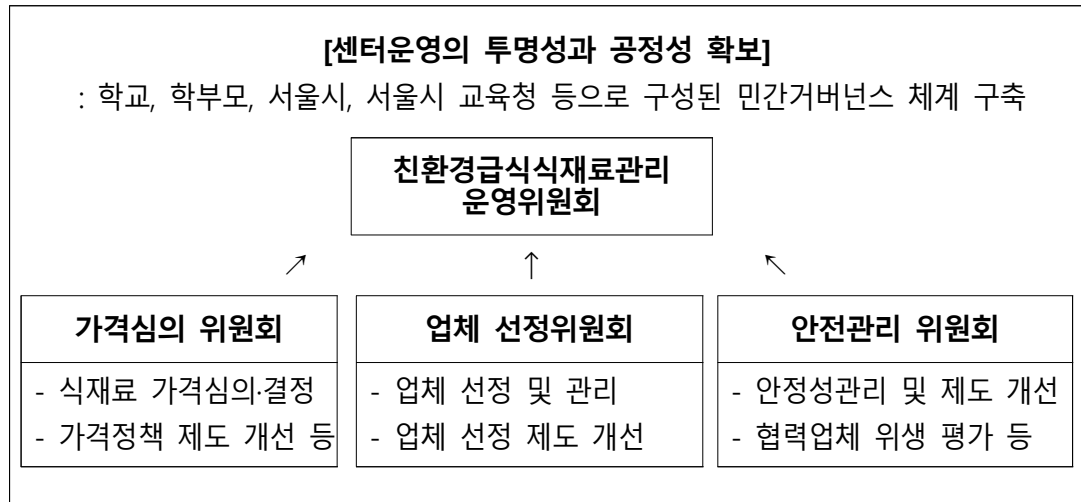 [센터운영의 투명성과 공정성 확보]
: 학교, 학부모, 서울시, 서울시 교육청 등으로 구성된 민간거버넌스 체계 구축
친환경급식식재료관리
운영위원회
↗ ↑ ↖
가격심의 위원회
- 식재료 가격심의·결정
- 가격정책 제도 개선 등
업체 선정위원회
- 업체 선정 및 관리
- 업체 선정 제도 개선
안전관리 위원회
- 안정성관리 및 제도 개선
- 협력업체 위생 평가 등